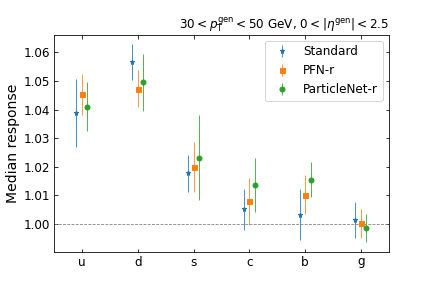 30 < p_T^gen < 50 GeV, 0 < |η^gen| < 2.5
Median response
1.06
1.05
1.04
1.03
1.02
1.01
1.00
Standard
PFN-r
ParticleNet-r
u d s c b g